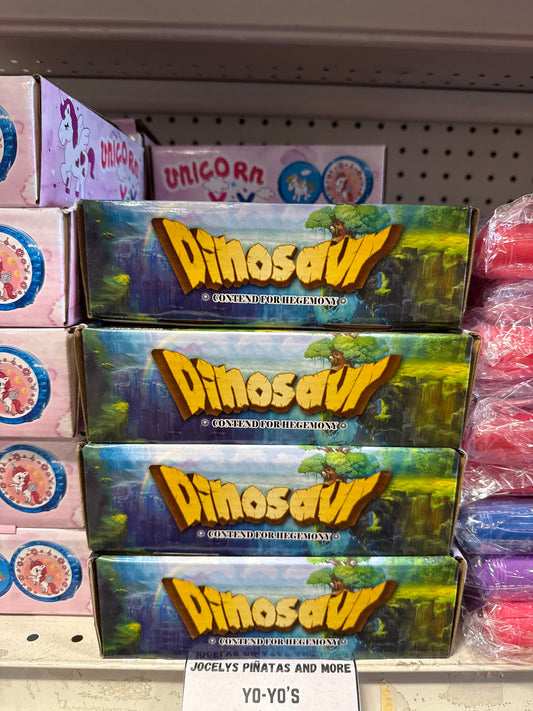 UNICORN
UNICORN
Dinosaur
CONTEND FOR HEGEMONY
Dinosaur
CONTEND FOR HEGEMONY
Dinosaur
CONTEND FOR HEGEMONY
Dinosaur
CONTEND FOR HEGEMONY
JOCELYS PIÑATAS AND MORE
YO-YO'S